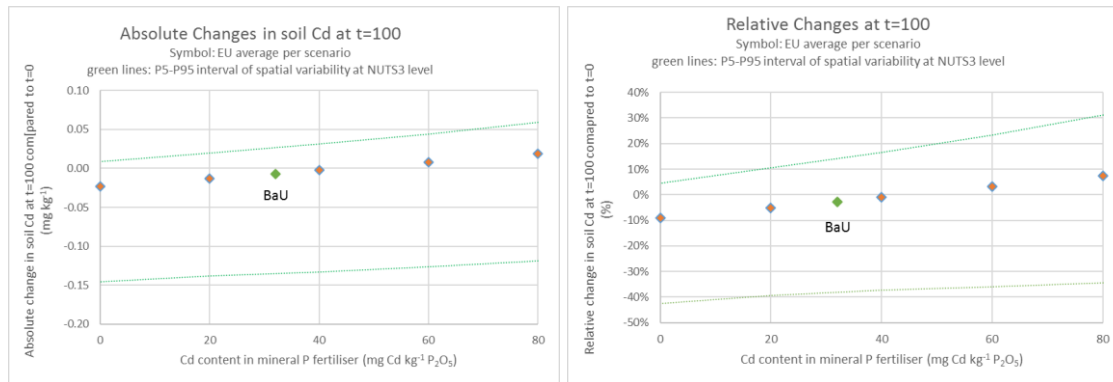 Absolute Changes in soil Cd at t=100
Symbol: EU average per scenario
green lines: P5-P95 interval of spatial variability at NUTS3 level
Absolute change in soil Cd at t=100 com[pared to t=0
(mg kg⁻¹)
0.10
0.05
0.00
-0.05
-0.10
-0.15
-0.20
BaU
0
20
40
60
80
Cd content in mineral P fertiliser (mg Cd kg⁻¹ P₂O₅)
Relative Changes at t=100
Symbol: EU average per scenario
green lines: P5-P95 interval of spatial variability at NUTS3 level
Relative change in soil Cd at t=100 comapred to t=0
(%)
40%
30%
20%
10%
0%
-10%
-20%
-30%
-40%
-50%
BaU
0
20
40
60
80
Cd content in mineral P fertiliser (mg Cd kg⁻¹ P₂O₅)